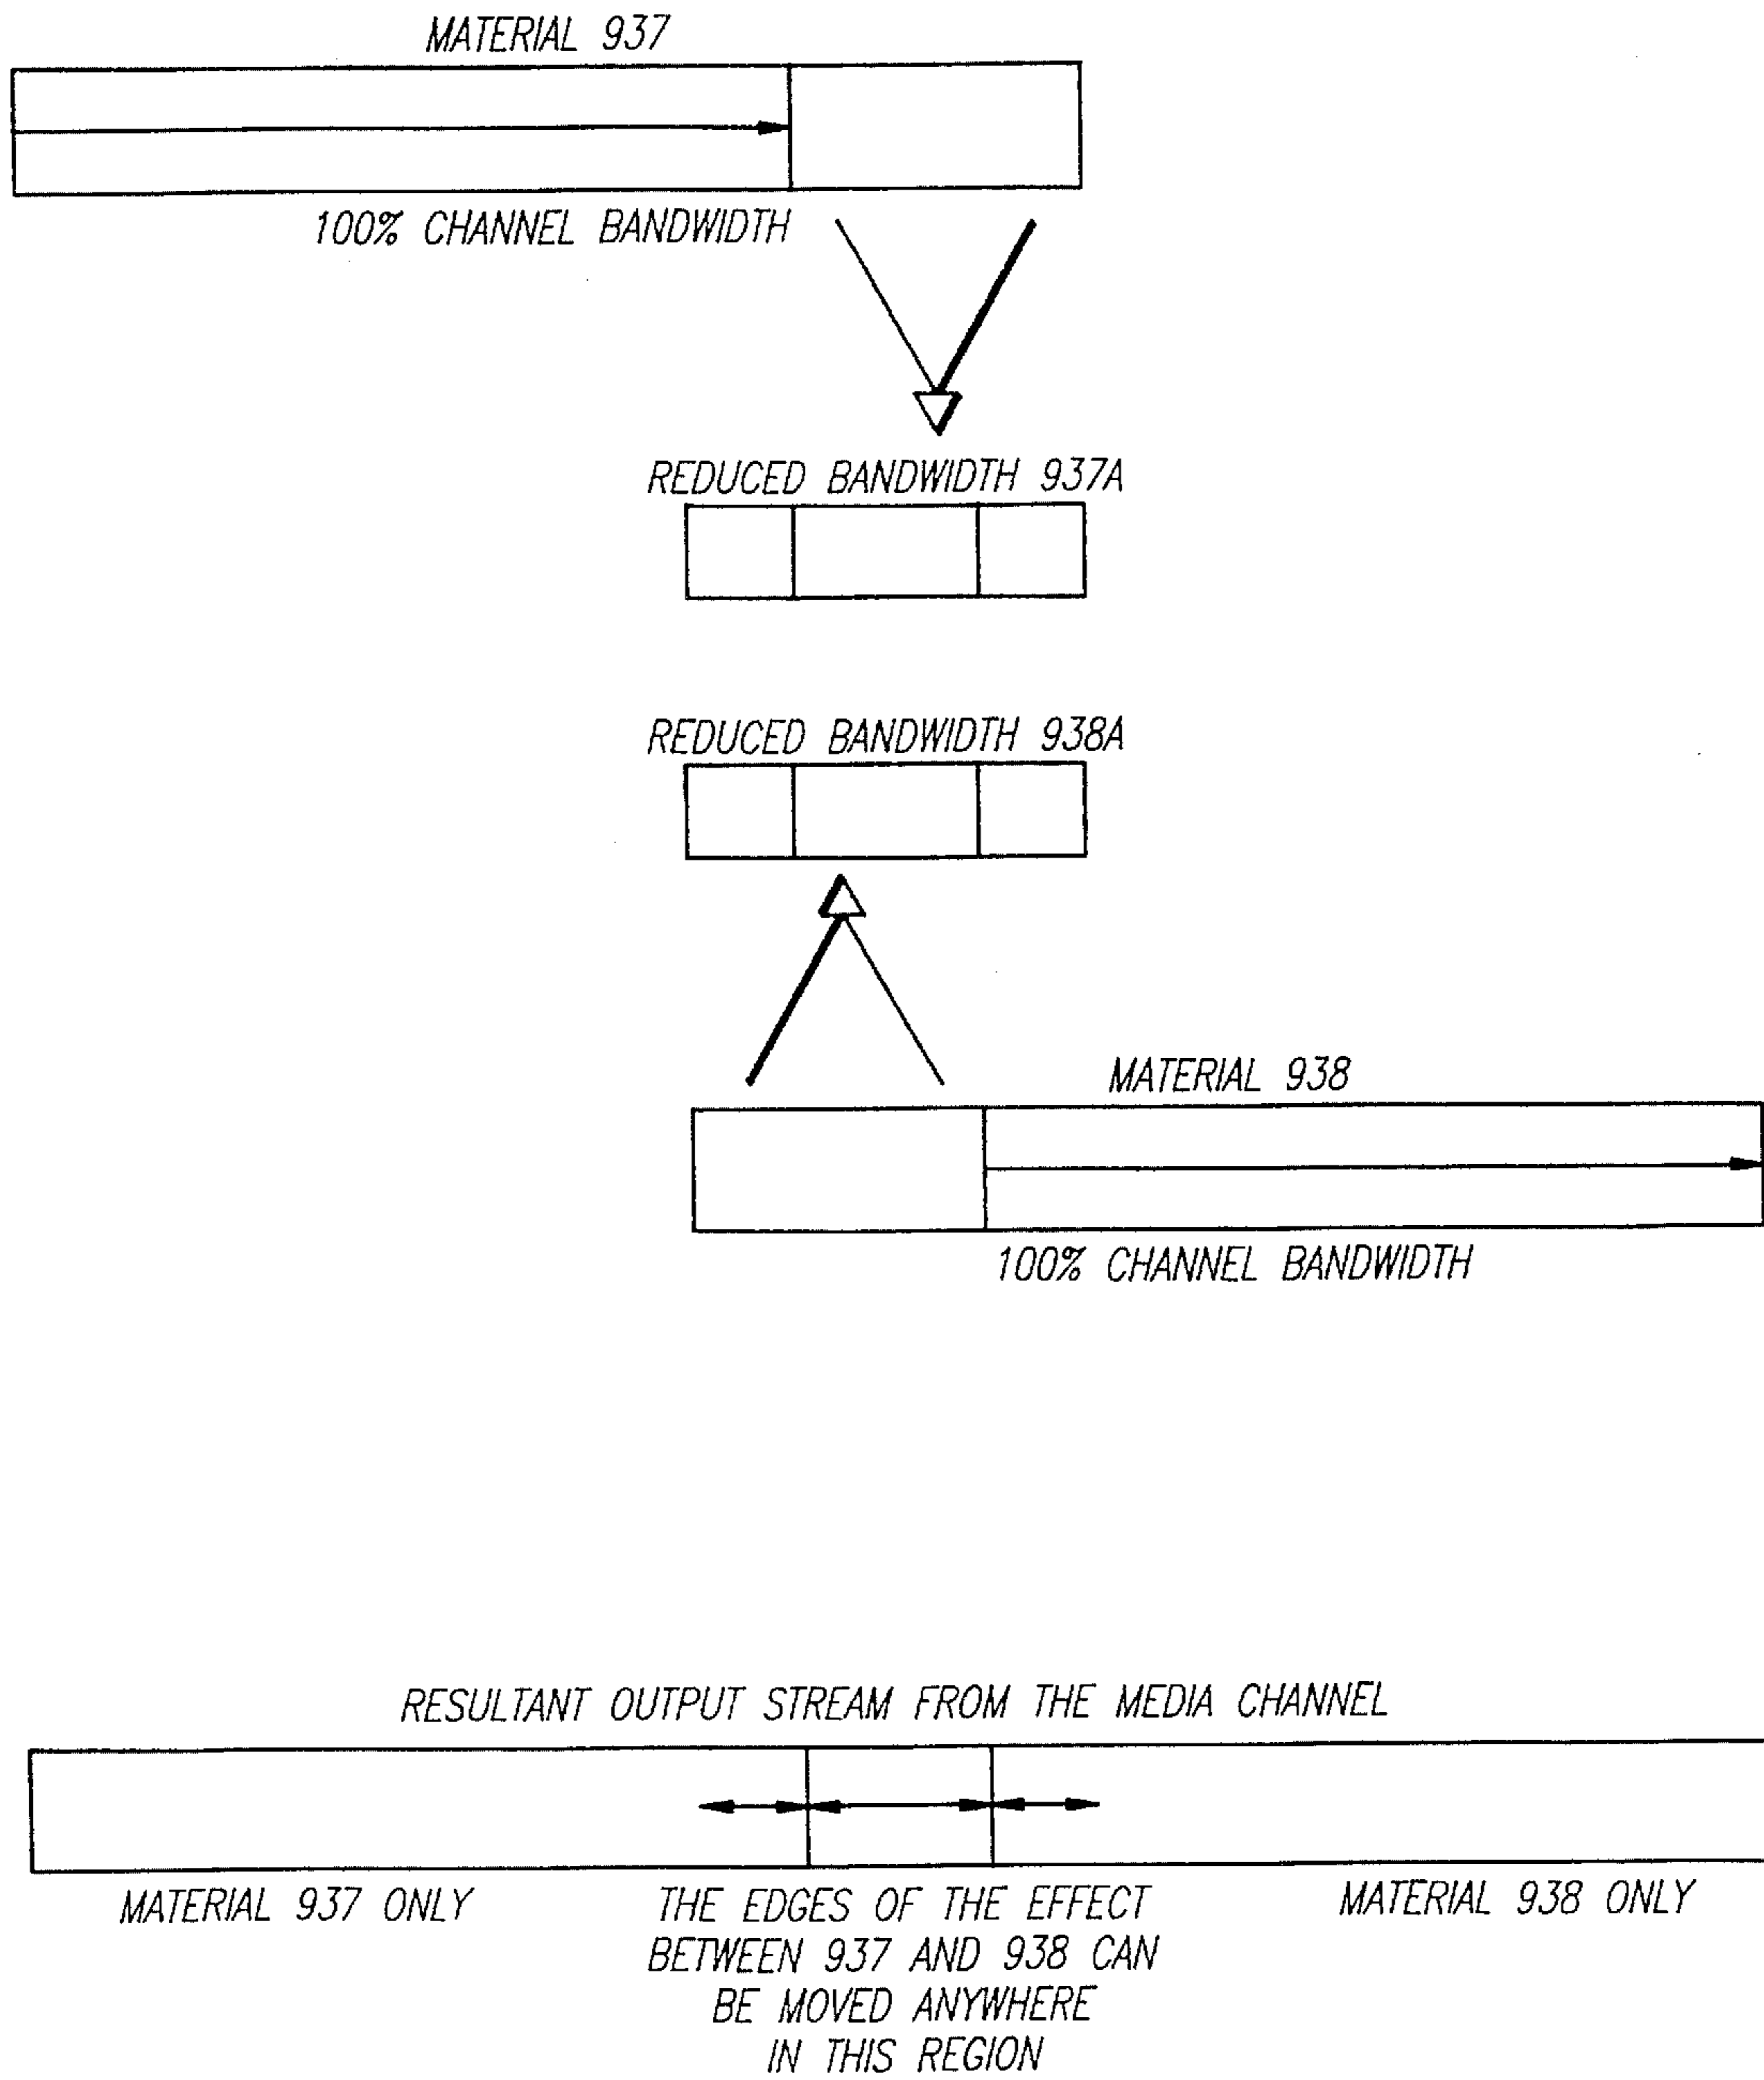 MATERIAL 937
100% CHANNEL BANDWIDTH
REDUCED BANDWIDTH 937A
REDUCED BANDWIDTH 938A
MATERIAL 938
100% CHANNEL BANDWIDTH
RESULTANT OUTPUT STREAM FROM THE MEDIA CHANNEL
MATERIAL 937 ONLY
THE EDGES OF THE EFFECT
BETWEEN 937 AND 938 CAN
BE MOVED ANYWHERE
IN THIS REGION
MATERIAL 938 ONLY